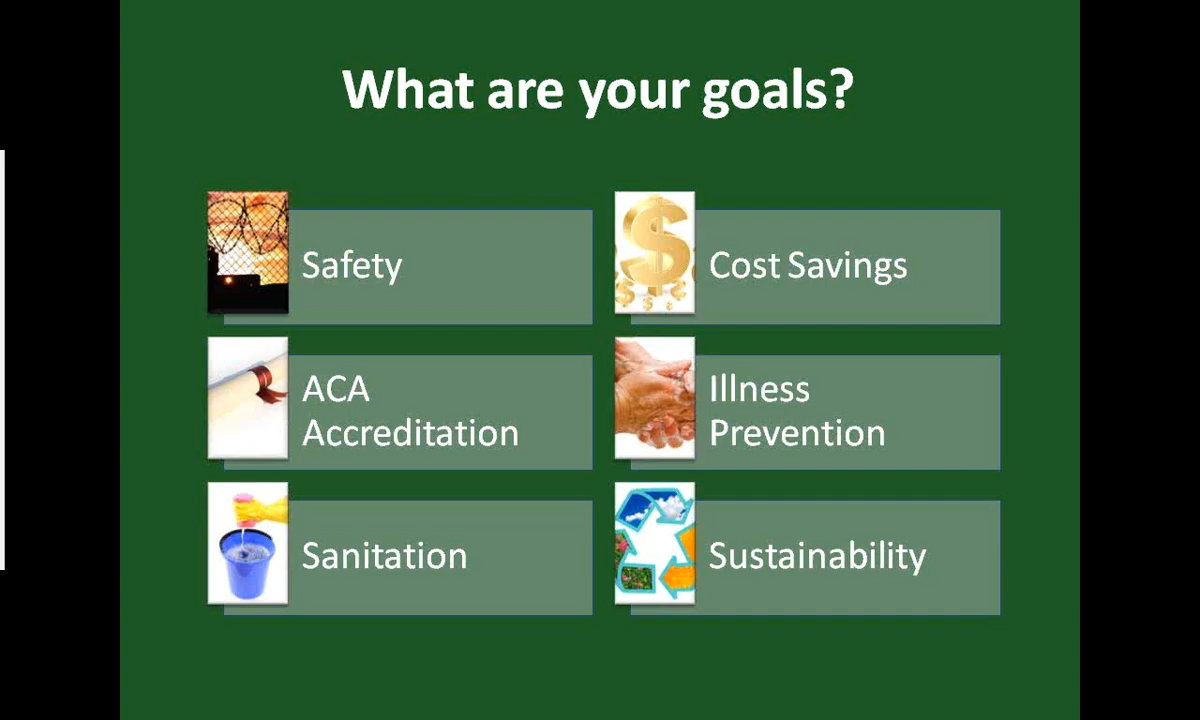 What are your goals?
Safety
Cost Savings
ACA
Accreditation
Illness
Prevention
Sanitation
Sustainability